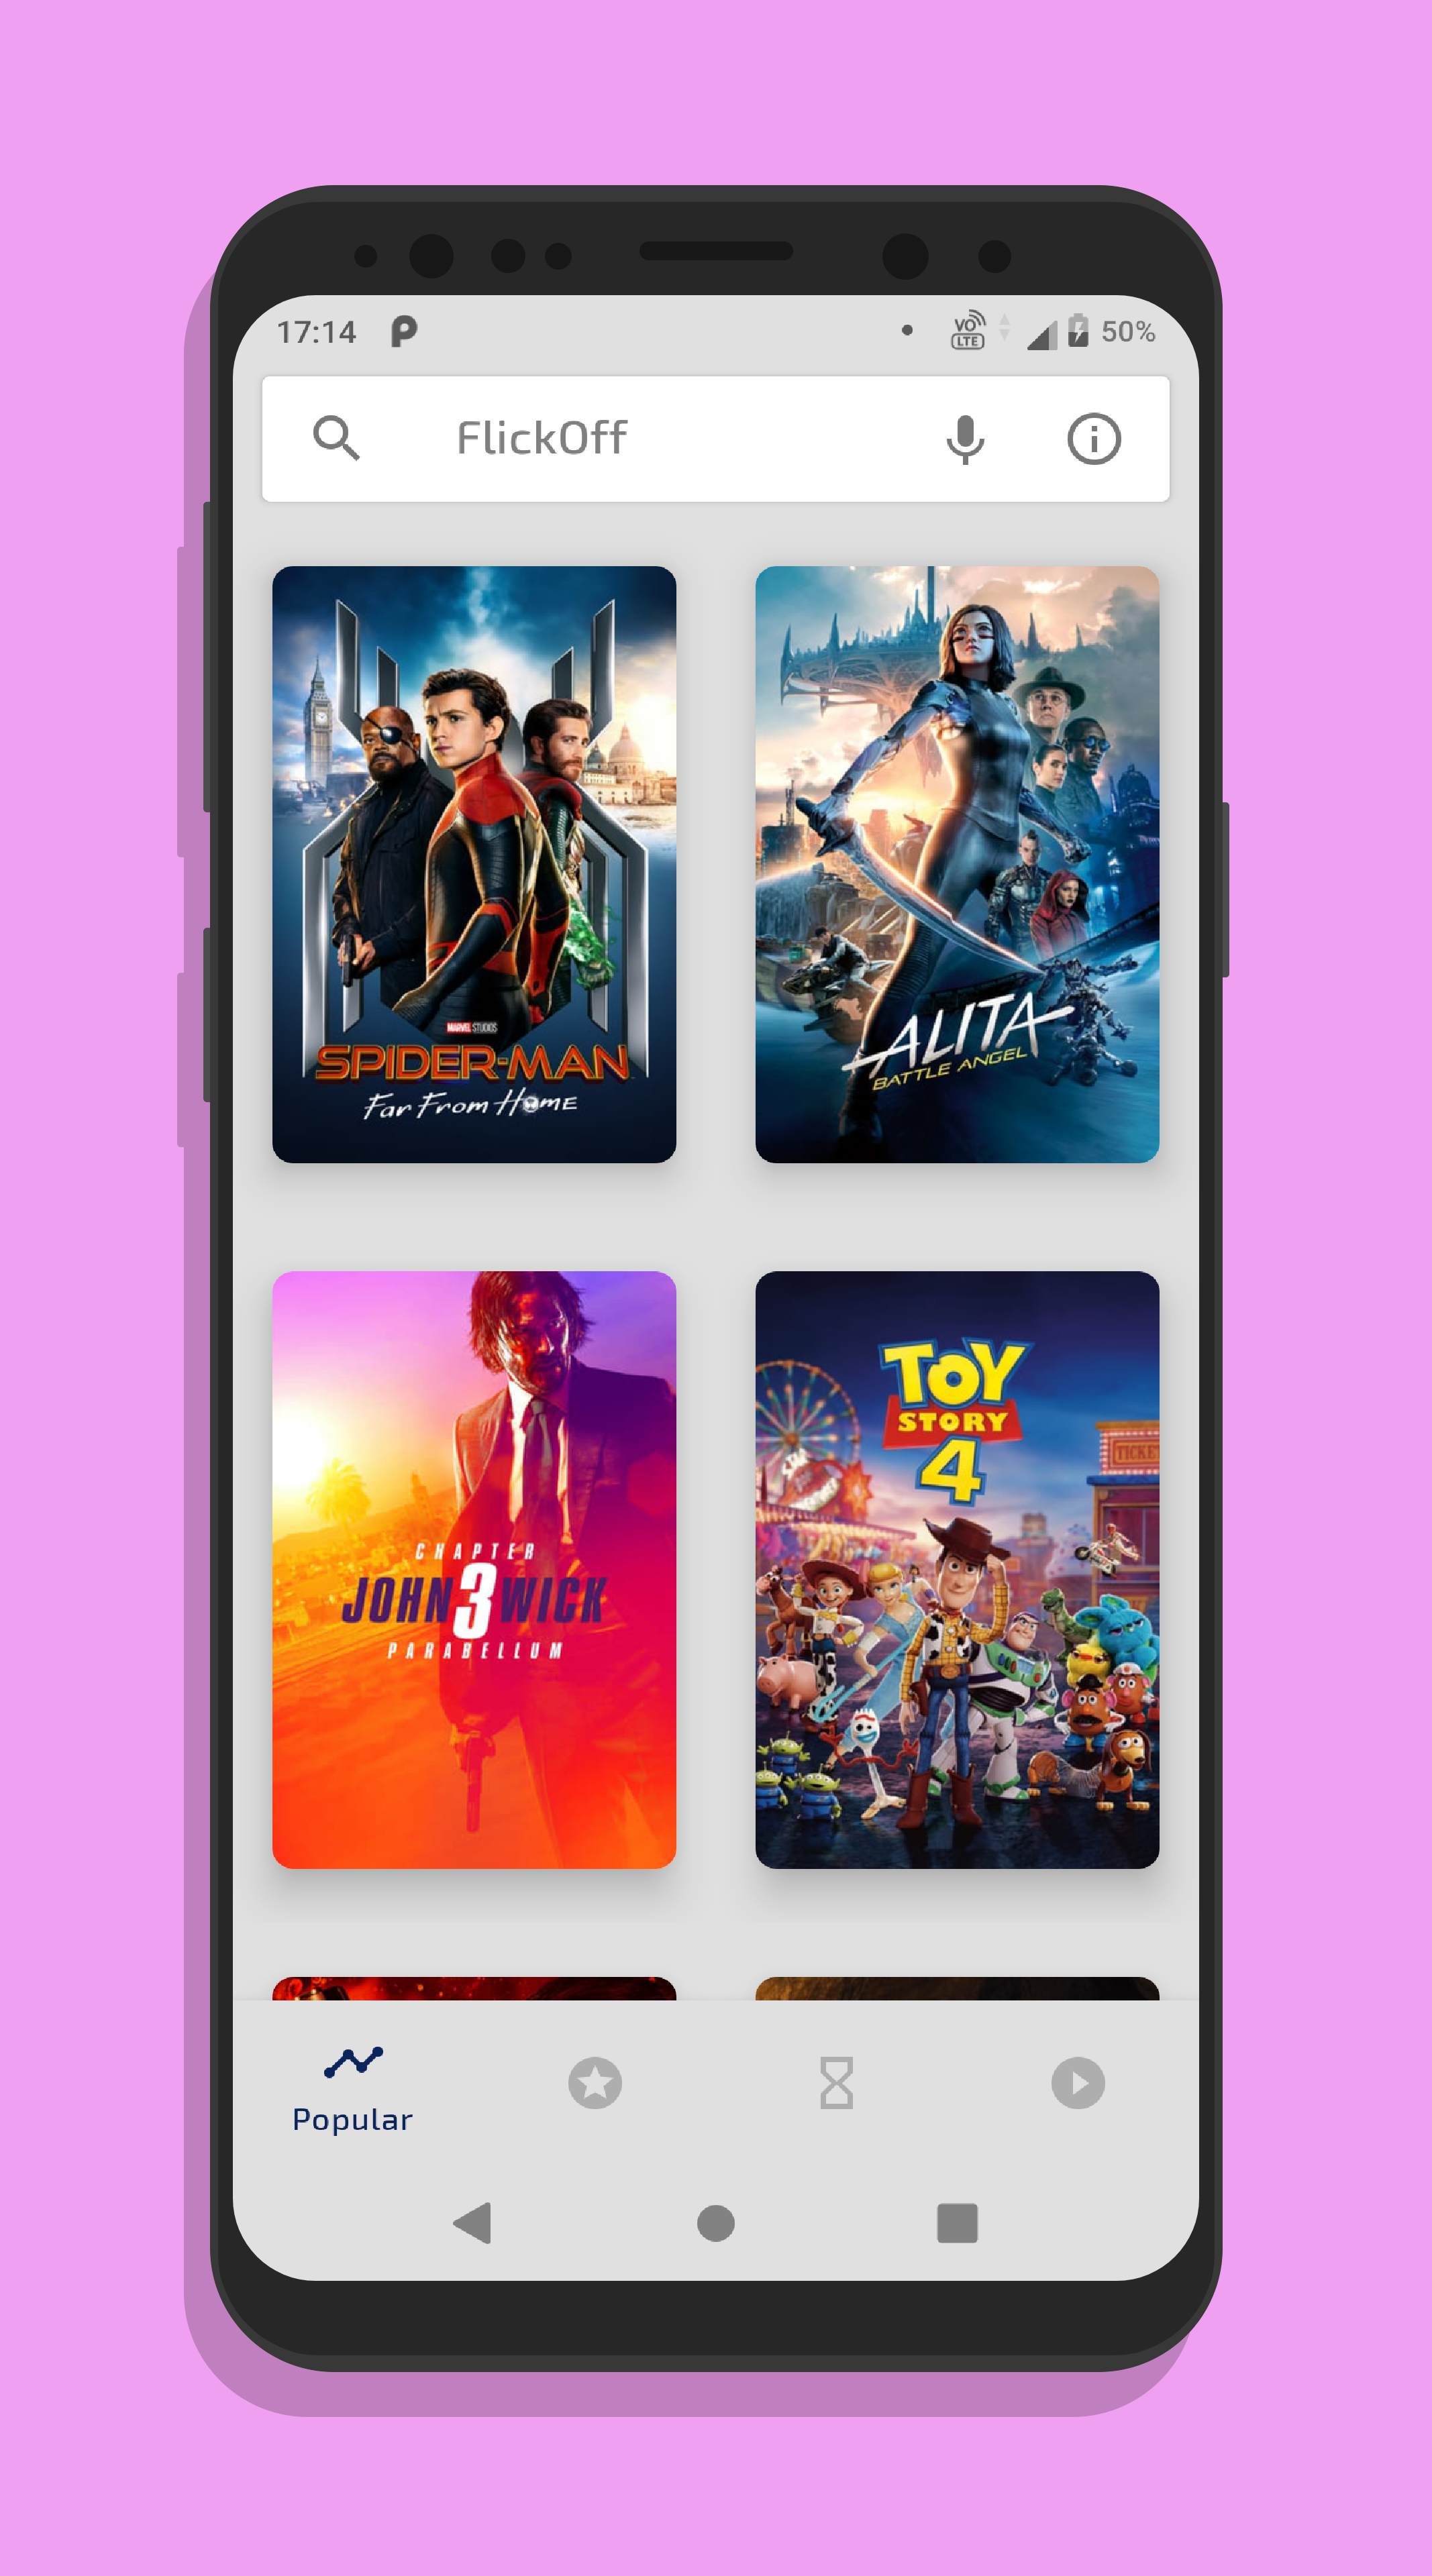 17:14
VO LTE
50%
FlickOff
MARVEL STUDIOS
SPIDER-MAN
Far From Home
ALITA
BATTLE ANGEL
CHAPTER
JOHN 3 WICK
PARABELLUM
TOY
STORY
4
TICKE
Popular